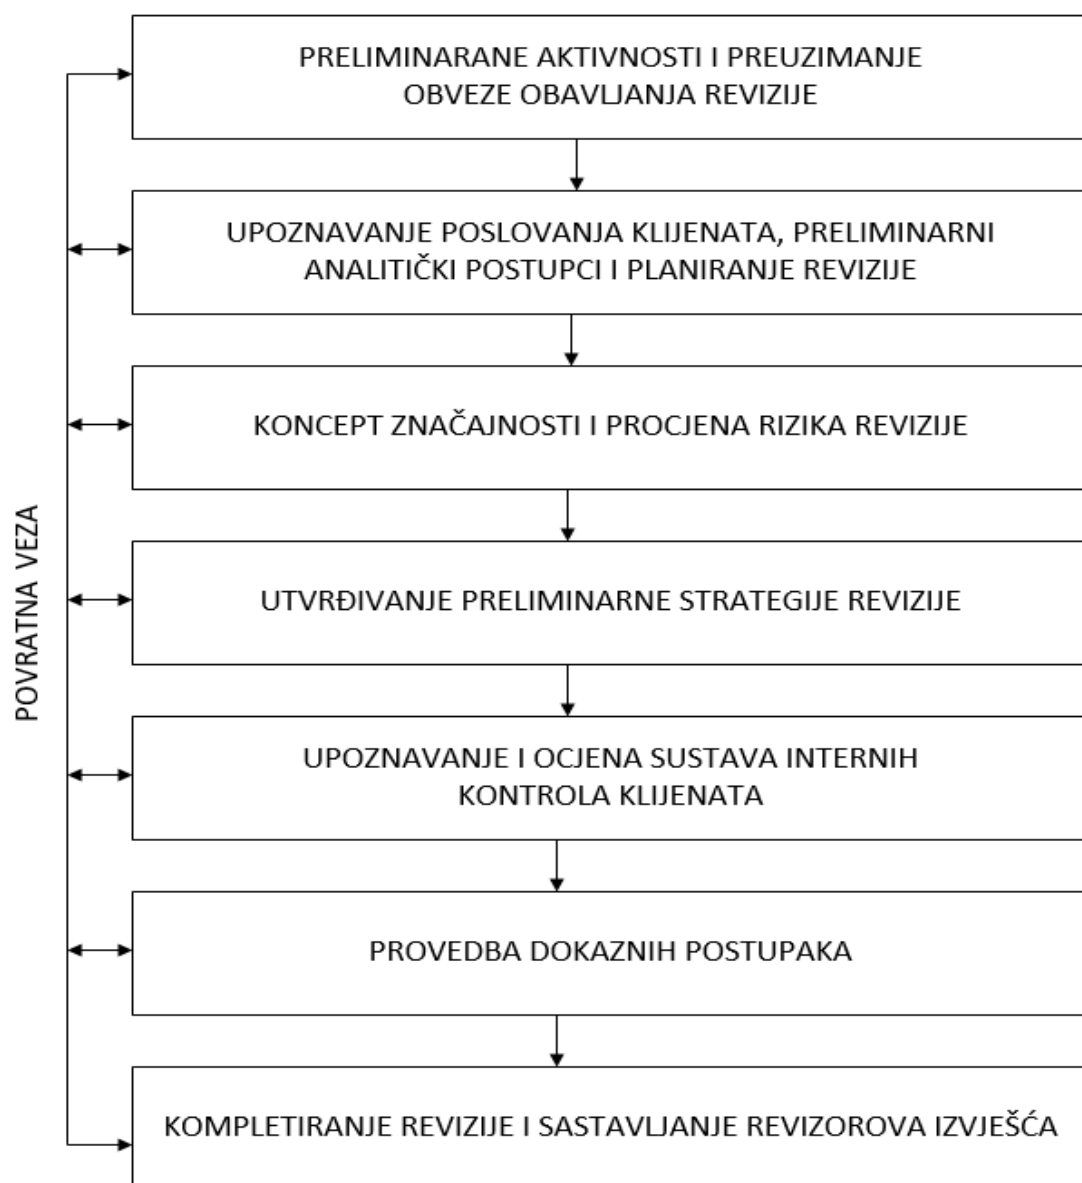 PRELIMINARANE AKTIVNOSTI I PREUZIMANJE
OBVEZE OBAVLJANJA REVIZIJE
UPOZNAVANJE POSLOVANJA KLIJENATA, PRELIMINARNI
ANALITIČKI POSTUPCI I PLANIRANJE REVIZIJE
KONCEPT ZNAČAJNOSTI I PROCJENA RIZIKA REVIZIJE
UTVRĐIVANJE PRELIMINARNE STRATEGIJE REVIZIJE
UPOZNAVANJE I OCJENA SUSTAVA INTERNIH
KONTROLA KLIJENATA
PROVEDBA DOKAZNIH POSTUPAKA
KOMPLETIRANJE REVIZIJE I SASTAVLJANJE REVIZOROVA IZVJEŠĆA
POVRATNA VEZA